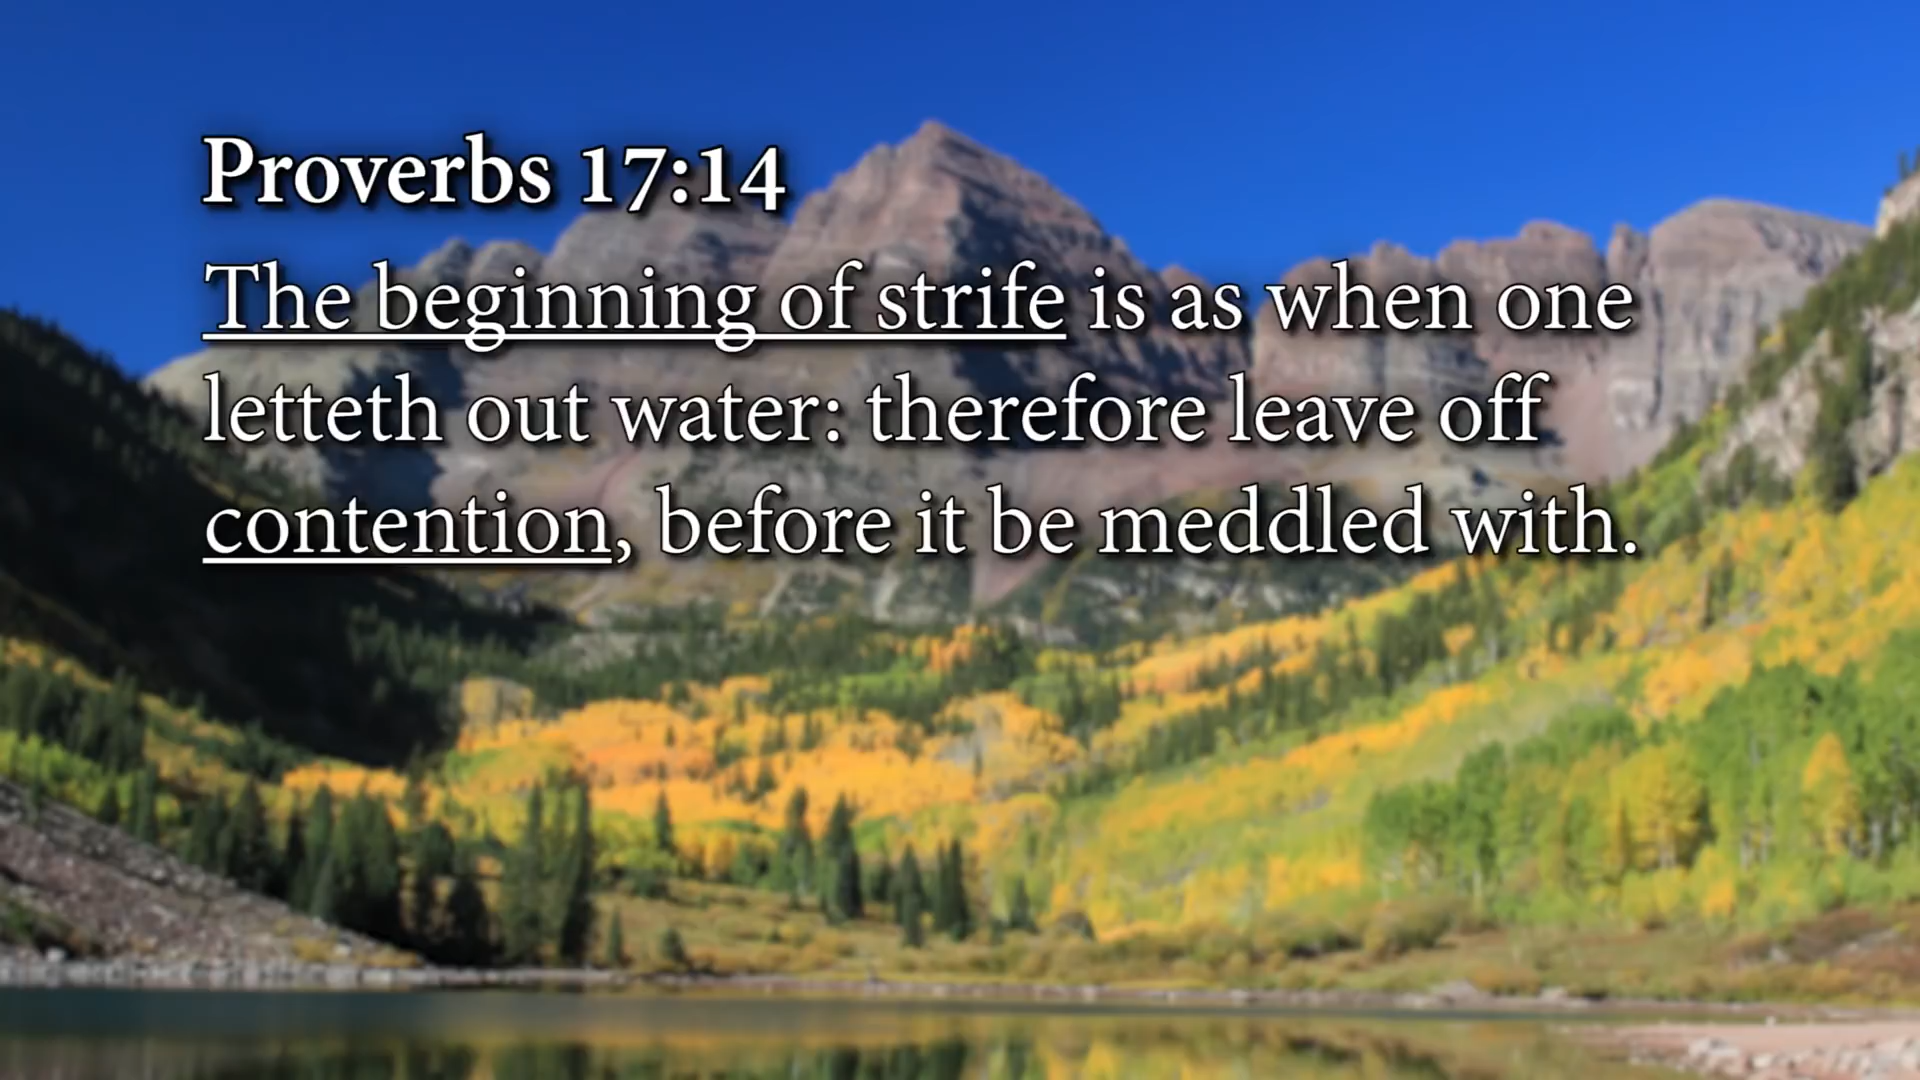 Proverbs 17:14
The beginning of strife is as when one
letteth out water: therefore leave off
contention, before it be meddled with.